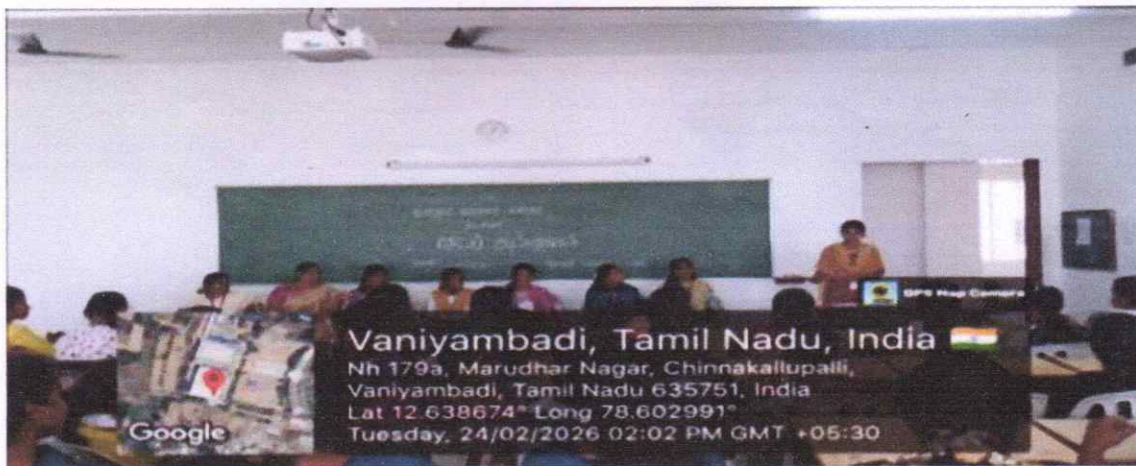 GPS Map Camera
Vaniyambadi, Tamil Nadu, India
Nh 179a, Marudhar Nagar, Chinnakallupalli,
Vaniyambadi, Tamil Nadu 635751, India
Lat 12.638674° Long 78.602991°
Tuesday, 24/02/2026 02:02 PM GMT +05:30
Google